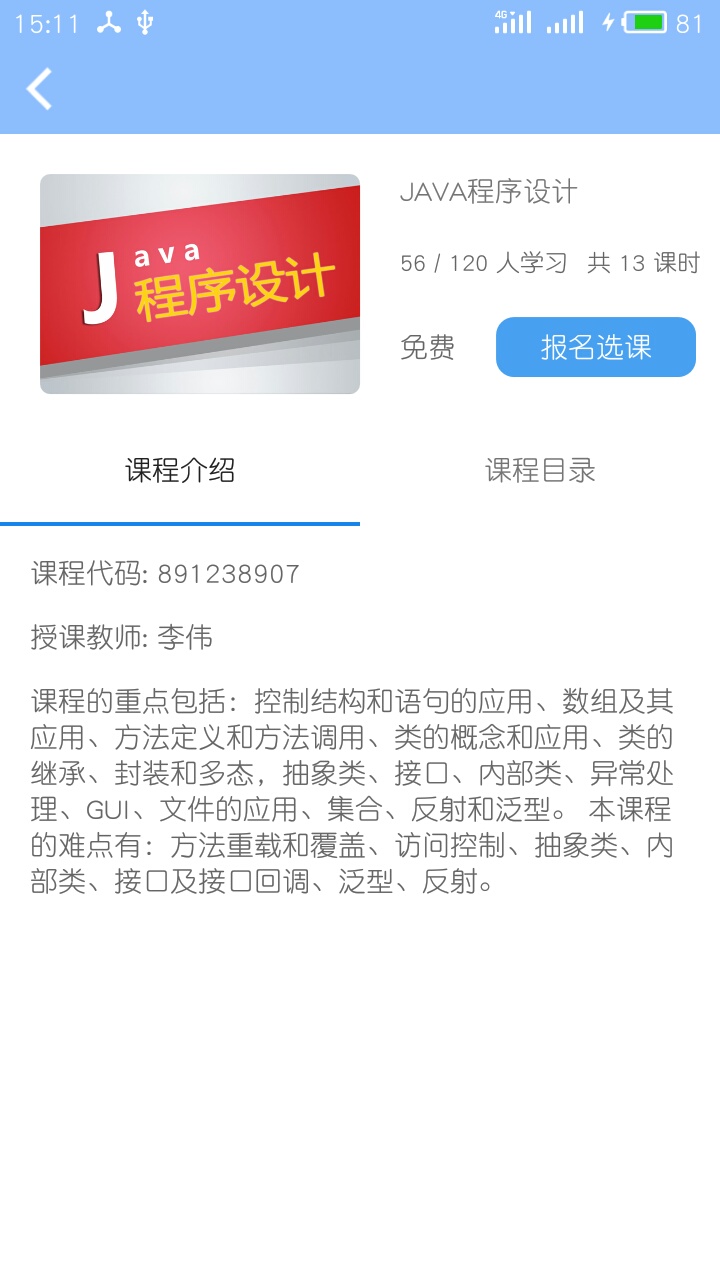 15:11
4G
81
Java
程序设计
JAVA程序设计
56 / 120 人学习 共 13 课时
免费
报名选课
课程介绍
课程目录
课程代码: 891238907
授课教师: 李伟
课程的重点包括：控制结构和语句的应用、数组及其
应用、方法定义和方法调用、类的概念和应用、类的
继承、封装和多态，抽象类、接口、内部类、异常处
理、GUI、文件的应用、集合、反射和泛型。 本课程
的难点有：方法重载和覆盖、访问控制、抽象类、内
部类、接口及接口回调、泛型、反射。